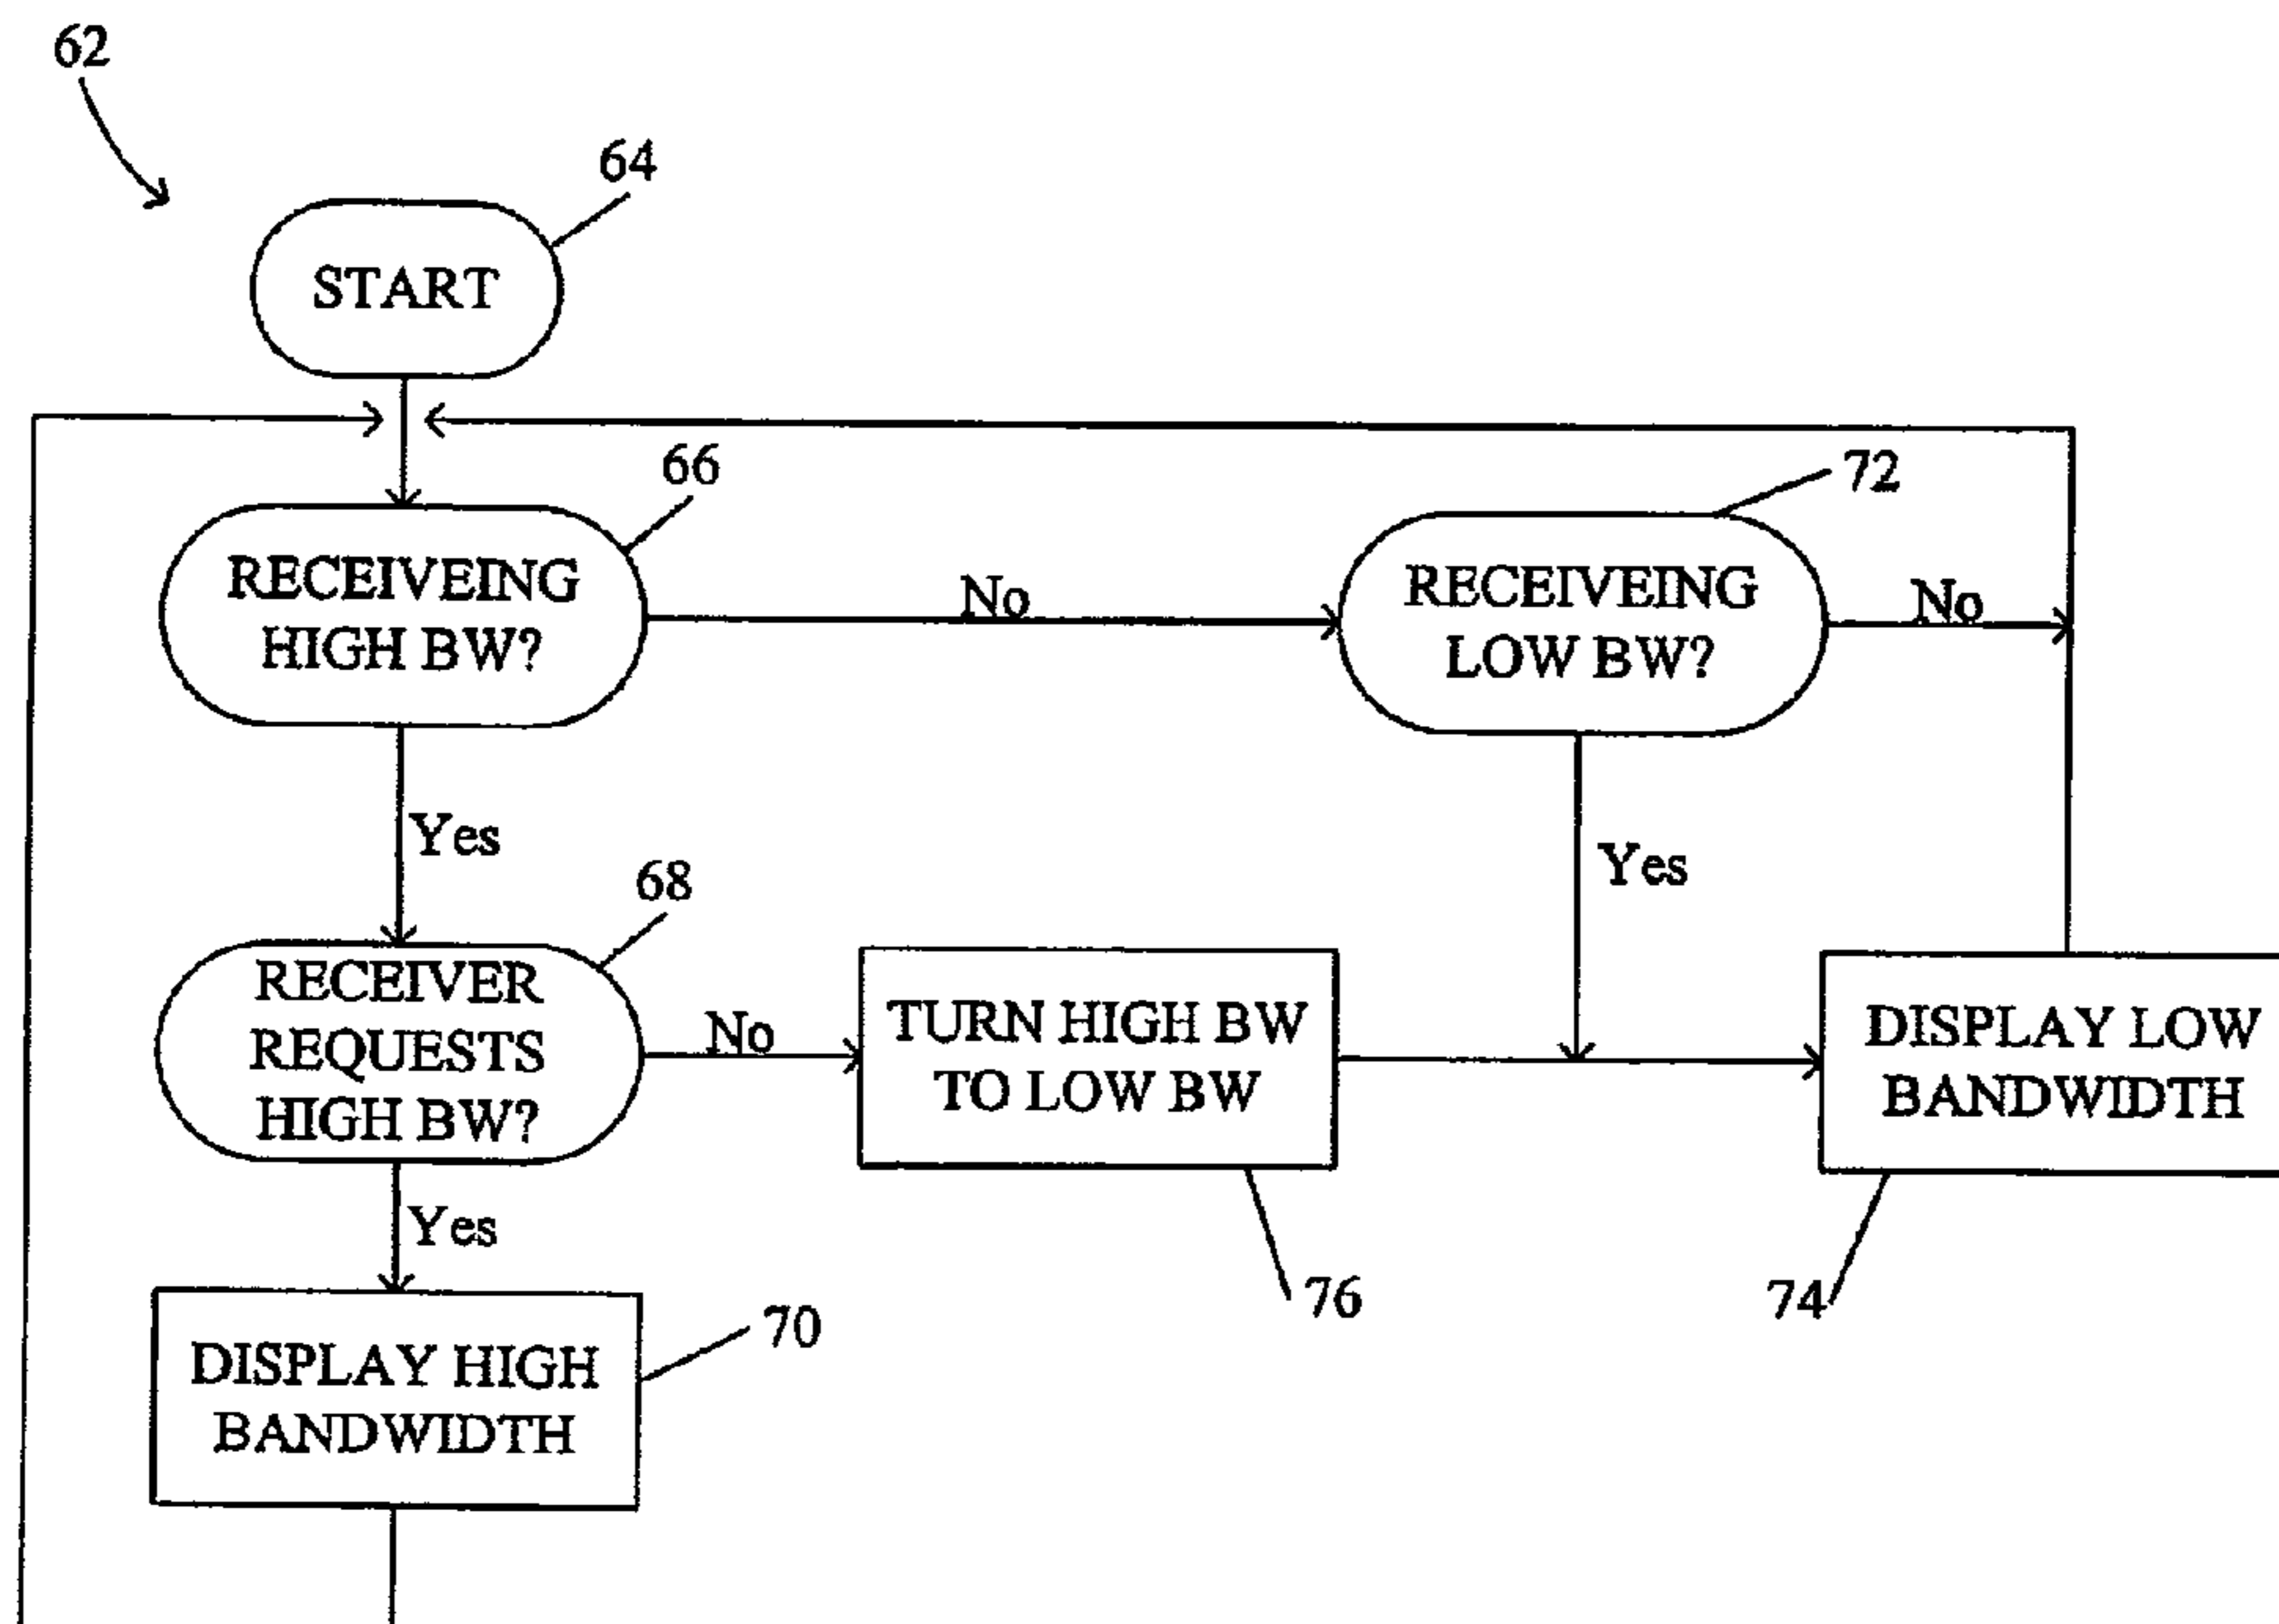 62
64
START
66
RECEIVEING
HIGH BW?
No
72
RECEIVEING
LOW BW?
No
Yes
Yes
68
RECEIVER
REQUESTS
HIGH BW?
No
TURN HIGH BW
TO LOW BW
DISPLAY LOW
BANDWIDTH
Yes
76
74
70
DISPLAY HIGH
BANDWIDTH